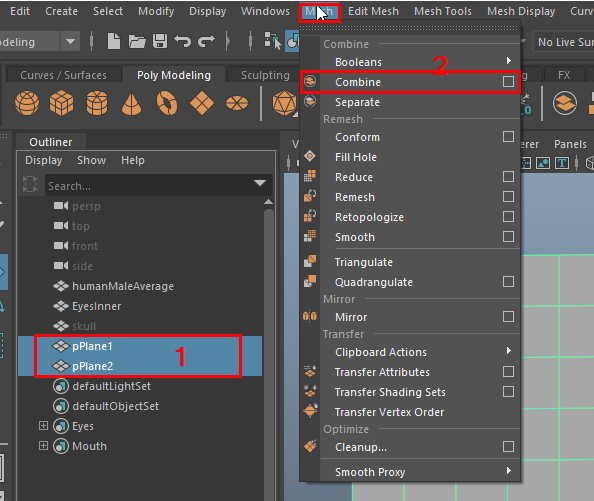 Edit Create Select Modify Display Windows Mesh Edit Mesh Mesh Tools Mesh Display Curv
deling
No Live Su
Curves / Surfaces Poly Modeling Sculpting FX
Outliner
Display Show Help
Search...
persp
top
front
side
humanMaleAverage
EyesInner
skull
pPlane1
pPlane2
1
defaultLightSet
defaultObjectSet
Eyes
Mouth
Combine
Booleans
2
Combine
Separate
Remesh
Conform
Fill Hole
Reduce
Remesh
Retopologize
Smooth
Triangulate
Quadrangulate
Mirror
Mirror
Transfer
Clipboard Actions
Transfer Attributes
Transfer Shading Sets
Transfer Vertex Order
Optimize
Cleanup...
Smooth Proxy
erer Panels